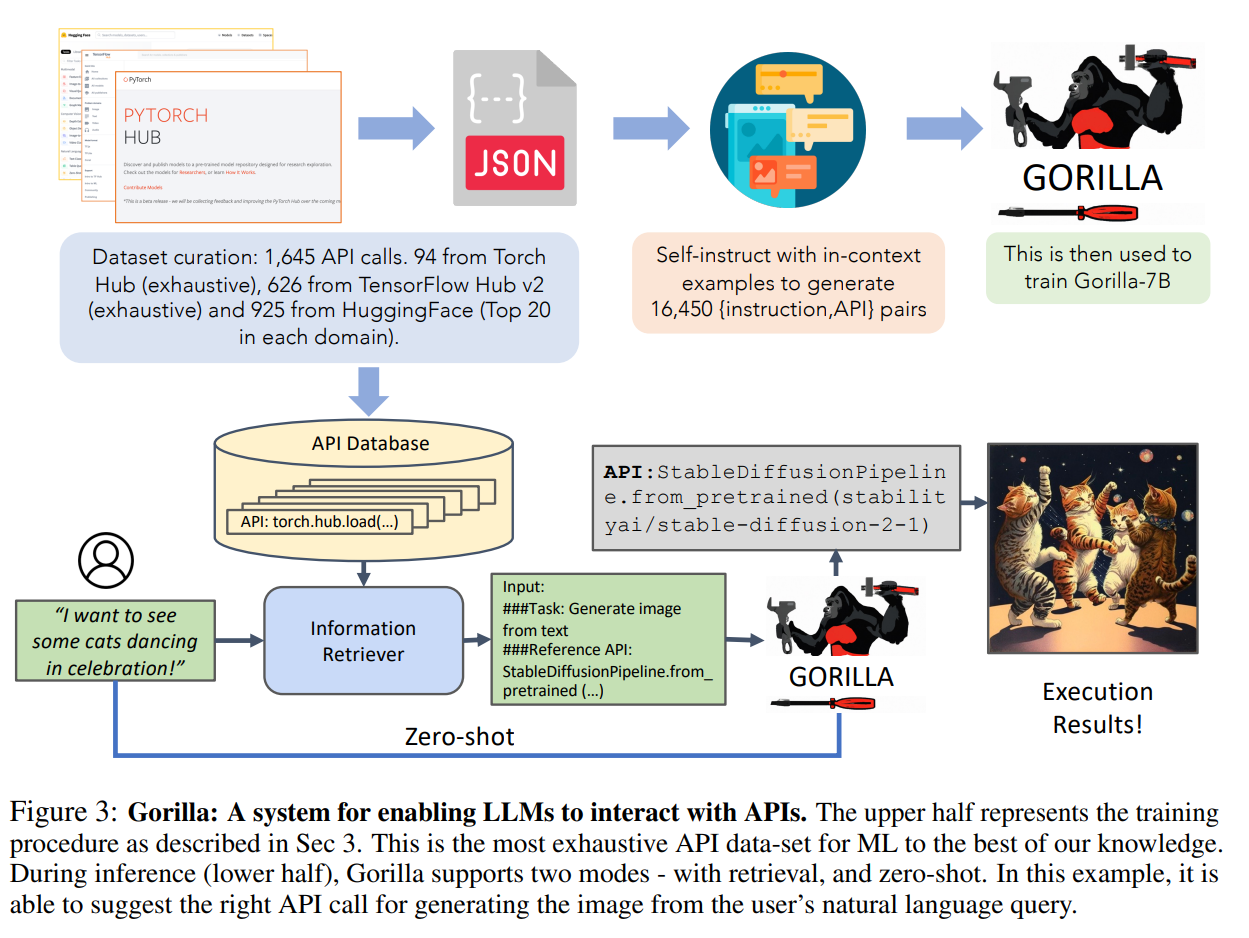 Hugging Face
Models
Datasets
Spaces
TensorFlow
PyTorch
PYTORCH
HUB
Discover and publish models to a pre-trained model repository designed for research exploration.
Check out the models for Researchers, or learn How It Works.
Contribute Models
*This is a beta release - we will be collecting feedback and improving the PyTorch Hub over the coming m
{---}
JSON
GORILLA
Dataset curation: 1,645 API calls. 94 from Torch
Hub (exhaustive), 626 from TensorFlow Hub v2
(exhaustive) and 925 from HuggingFace (Top 20
in each domain).
Self-instruct with in-context
examples to generate
16,450 {instruction,API} pairs
This is then used to
train Gorilla-7B
API Database
API: torch.hub.load(...)
“I want to see
some cats dancing
in celebration!”
Information
Retriever
Input:
###Task: Generate image
from text
###Reference API:
StableDiffusionPipeline.from_
pretrained (...)
GORILLA
API:StableDiffusionPipelin
e.from_pretrained(stabilit
yai/stable-diffusion-2-1)
Execution
Results!
Zero-shot
Figure 3: Gorilla: A system for enabling LLMs to interact with APIs. The upper half represents the training
procedure as described in Sec 3. This is the most exhaustive API data-set for ML to the best of our knowledge.
During inference (lower half), Gorilla supports two modes - with retrieval, and zero-shot. In this example, it is
able to suggest the right API call for generating the image from the user’s natural language query.